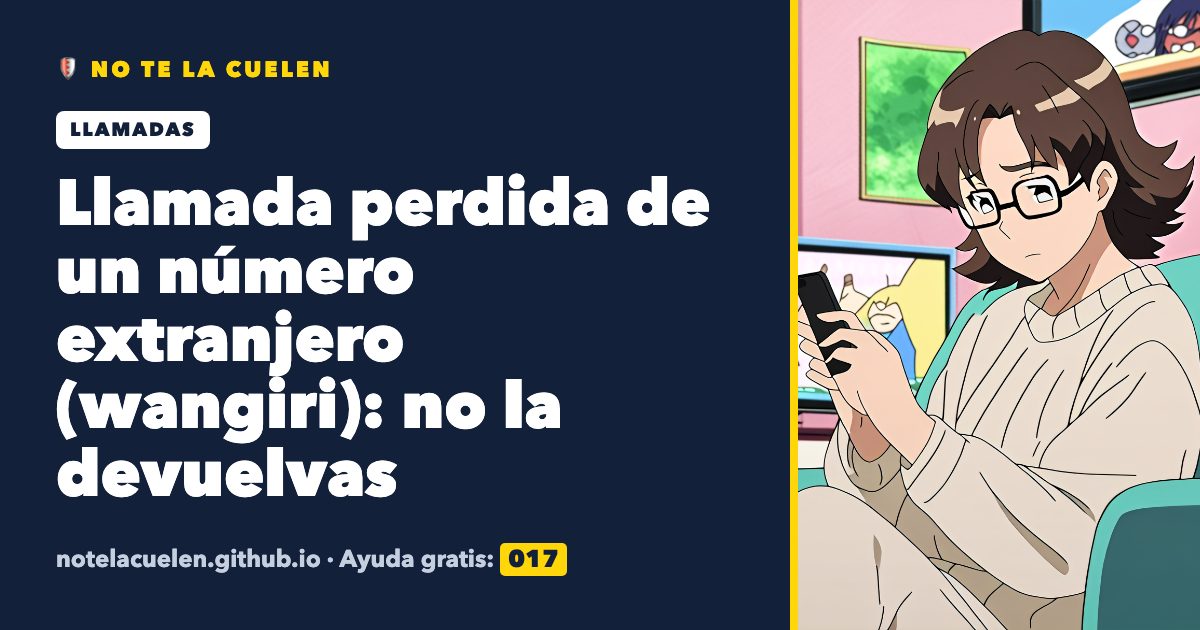 NO TE LA CUELEN
LLAMADAS
Llamada perdida de
un número
extranjero
(wangiri): no la
devuelvas
notelacuelen.github.io · Ayuda gratis: 017